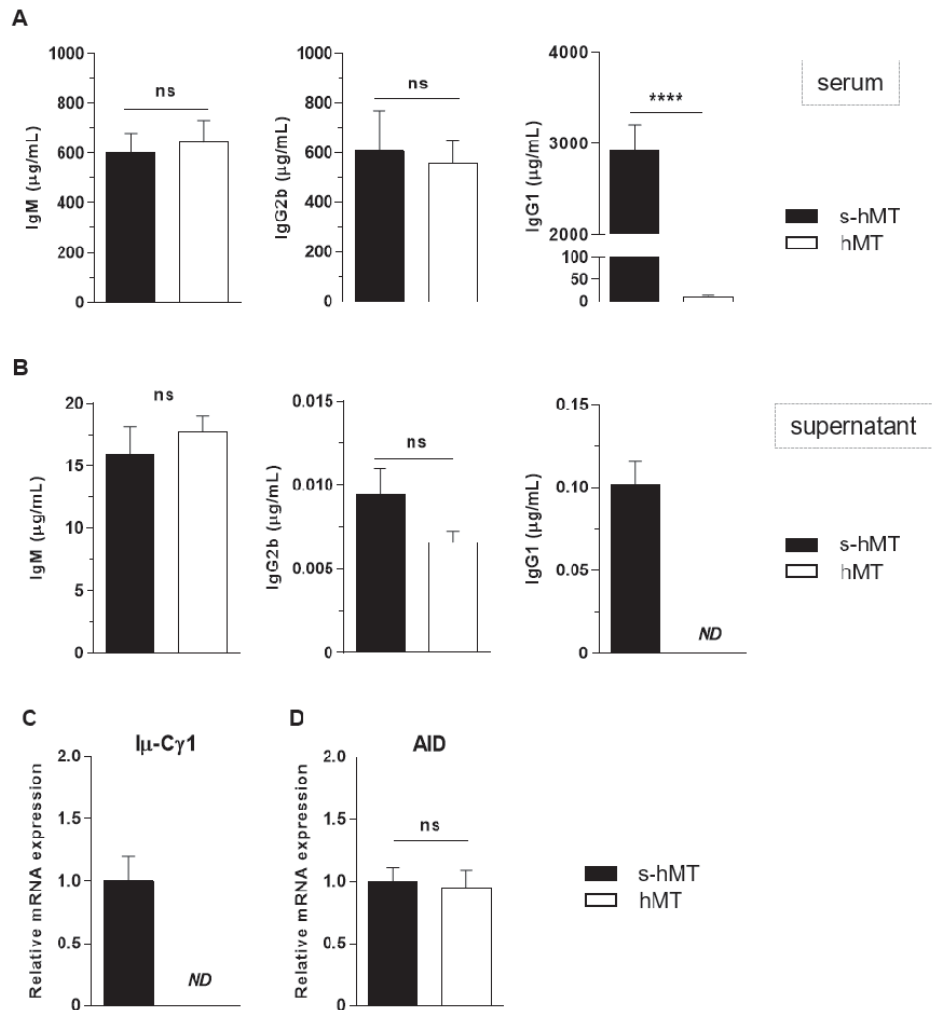 A
IgM (μg/mL)
1000
800
600
400
200
0
ns
IgG2b (μg/mL)
1000
800
600
400
200
0
ns
IgG1 (μg/mL)
4000
3000
2000
100
50
0
****
serum
s-hMT
hMT
B
IgM (μg/mL)
20
15
10
5
0
ns
IgG2b (μg/mL)
0.015
0.010
0.005
0
ns
IgG1 (μg/mL)
0.15
0.10
0.05
0
ND
supernatant
s-hMT
hMT
C
Iμ-Cγ1
Relative mRNA expression
2.0
1.5
1.0
0.5
0
ND
D
AID
Relative mRNA expression
2.0
1.5
1.0
0.5
0
ns
s-hMT
hMT